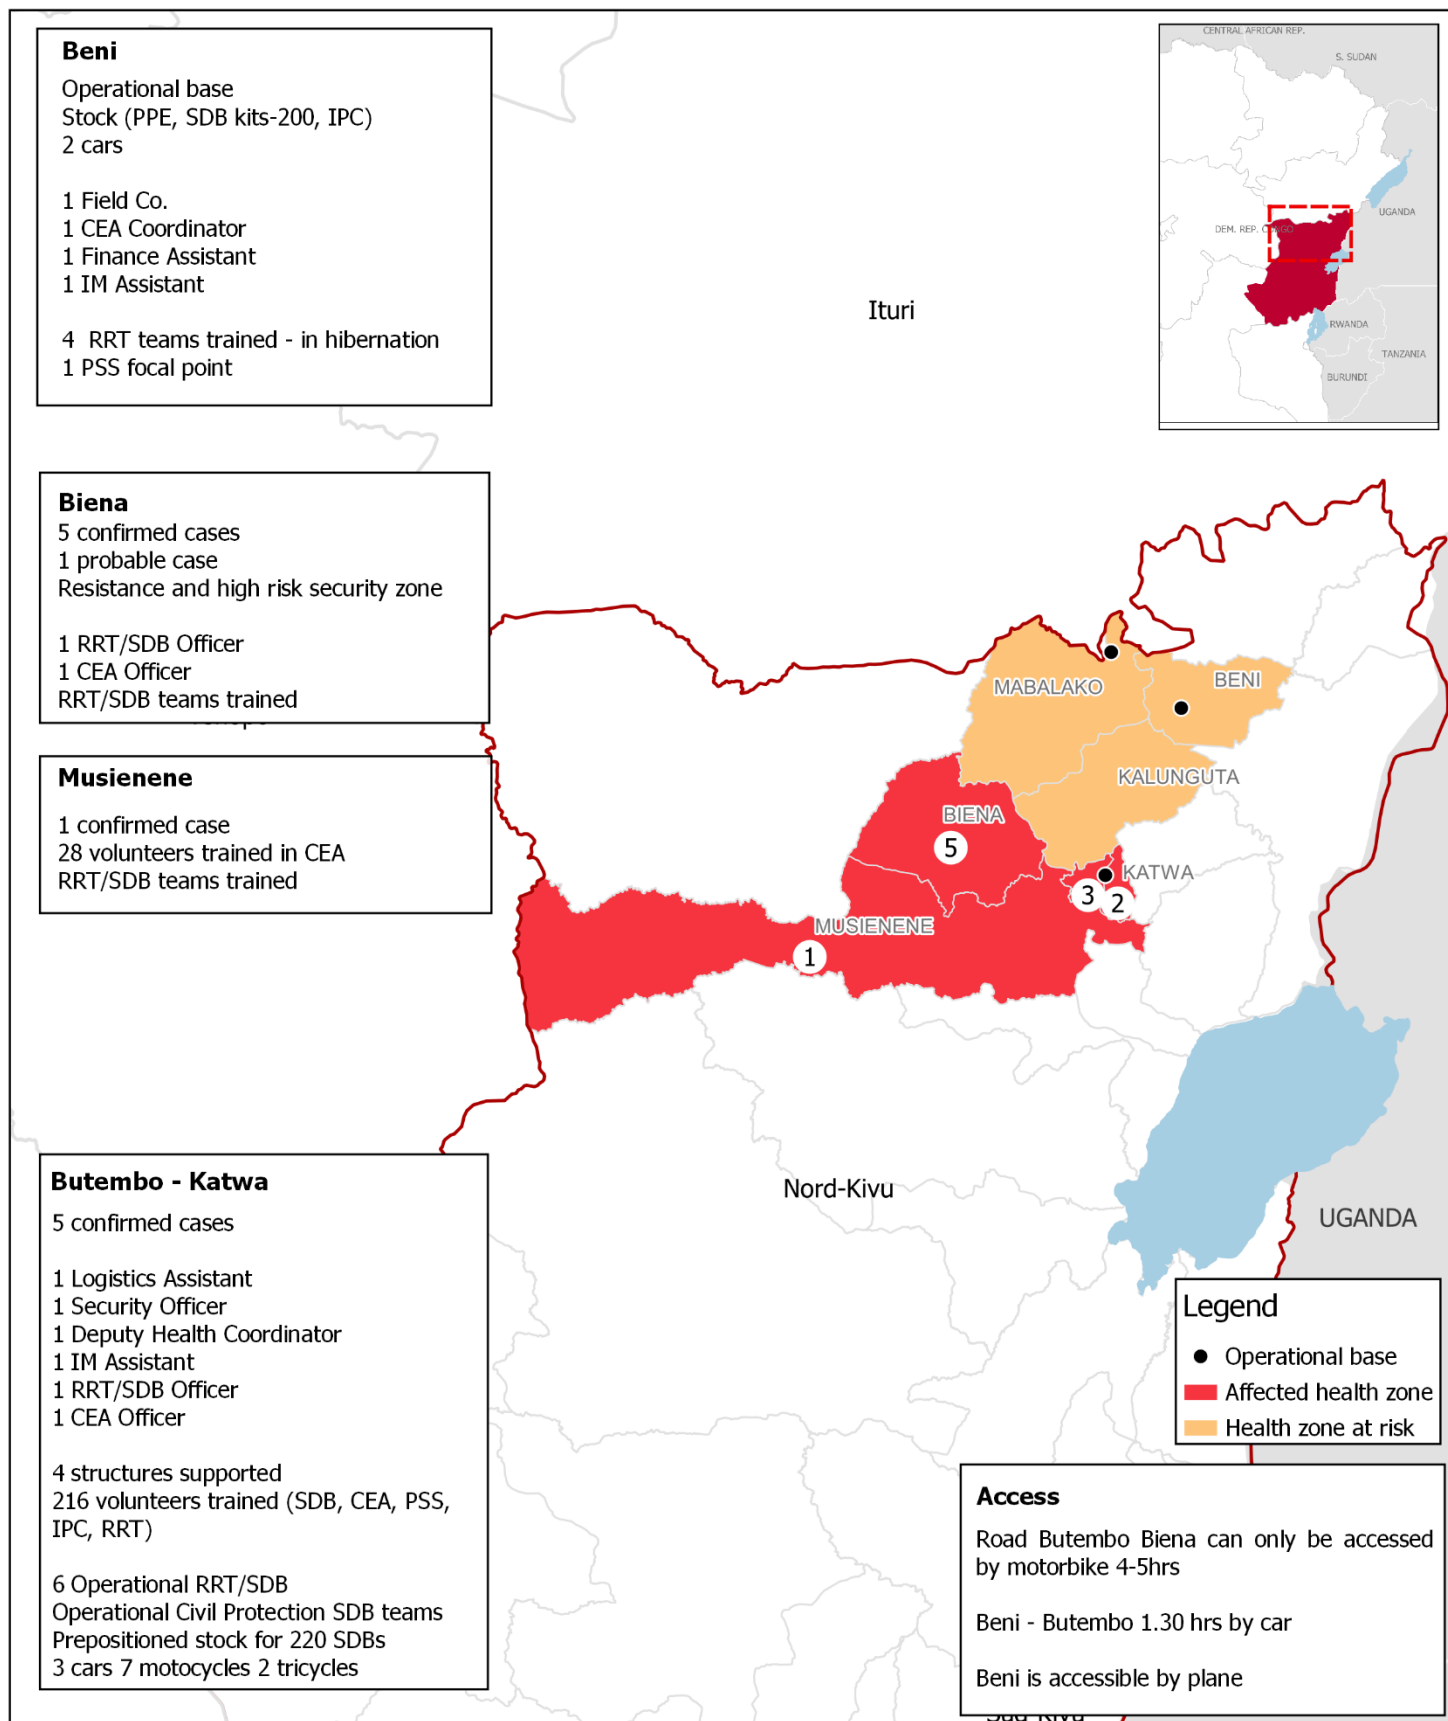 Beni
Operational base
Stock (PPE, SDB kits-200, IPC)
2 cars
1 Field Co.
1 CEA Coordinator
1 Finance Assistant
1 IM Assistant
4 RRT teams trained - in hibernation
1 PSS focal point
CENTRAL AFRICAN REP.
S. SUDAN
UGANDA
DEM. REP.
RWANDA
TANZANIA
BURUNDI
Ituri
Biena
5 confirmed cases
1 probable case
Resistance and high risk security zone
1 RRT/SDB Officer
1 CEA Officer
RRT/SDB teams trained
Musienene
1 confirmed case
28 volunteers trained in CEA
RRT/SDB teams trained
MABALAKO
BENI
KALUNGUTA
BIENA
5
KATWA
3
2
MUSIENENE
1
Nord-Kivu
UGANDA
Butembo - Katwa
5 confirmed cases
1 Logistics Assistant
1 Security Officer
1 Deputy Health Coordinator
1 IM Assistant
1 RRT/SDB Officer
1 CEA Officer
4 structures supported
216 volunteers trained (SDB, CEA, PSS,
IPC, RRT)
6 Operational RRT/SDB
Operational Civil Protection SDB teams
Prepositioned stock for 220 SDBs
3 cars 7 motocycles 2 tricycles
Legend
Operational base
Affected health zone
Health zone at risk
Access
Road Butembo Biena can only be accessed
by motorbike 4-5hrs
Beni - Butembo 1.30 hrs by car
Beni is accessible by plane